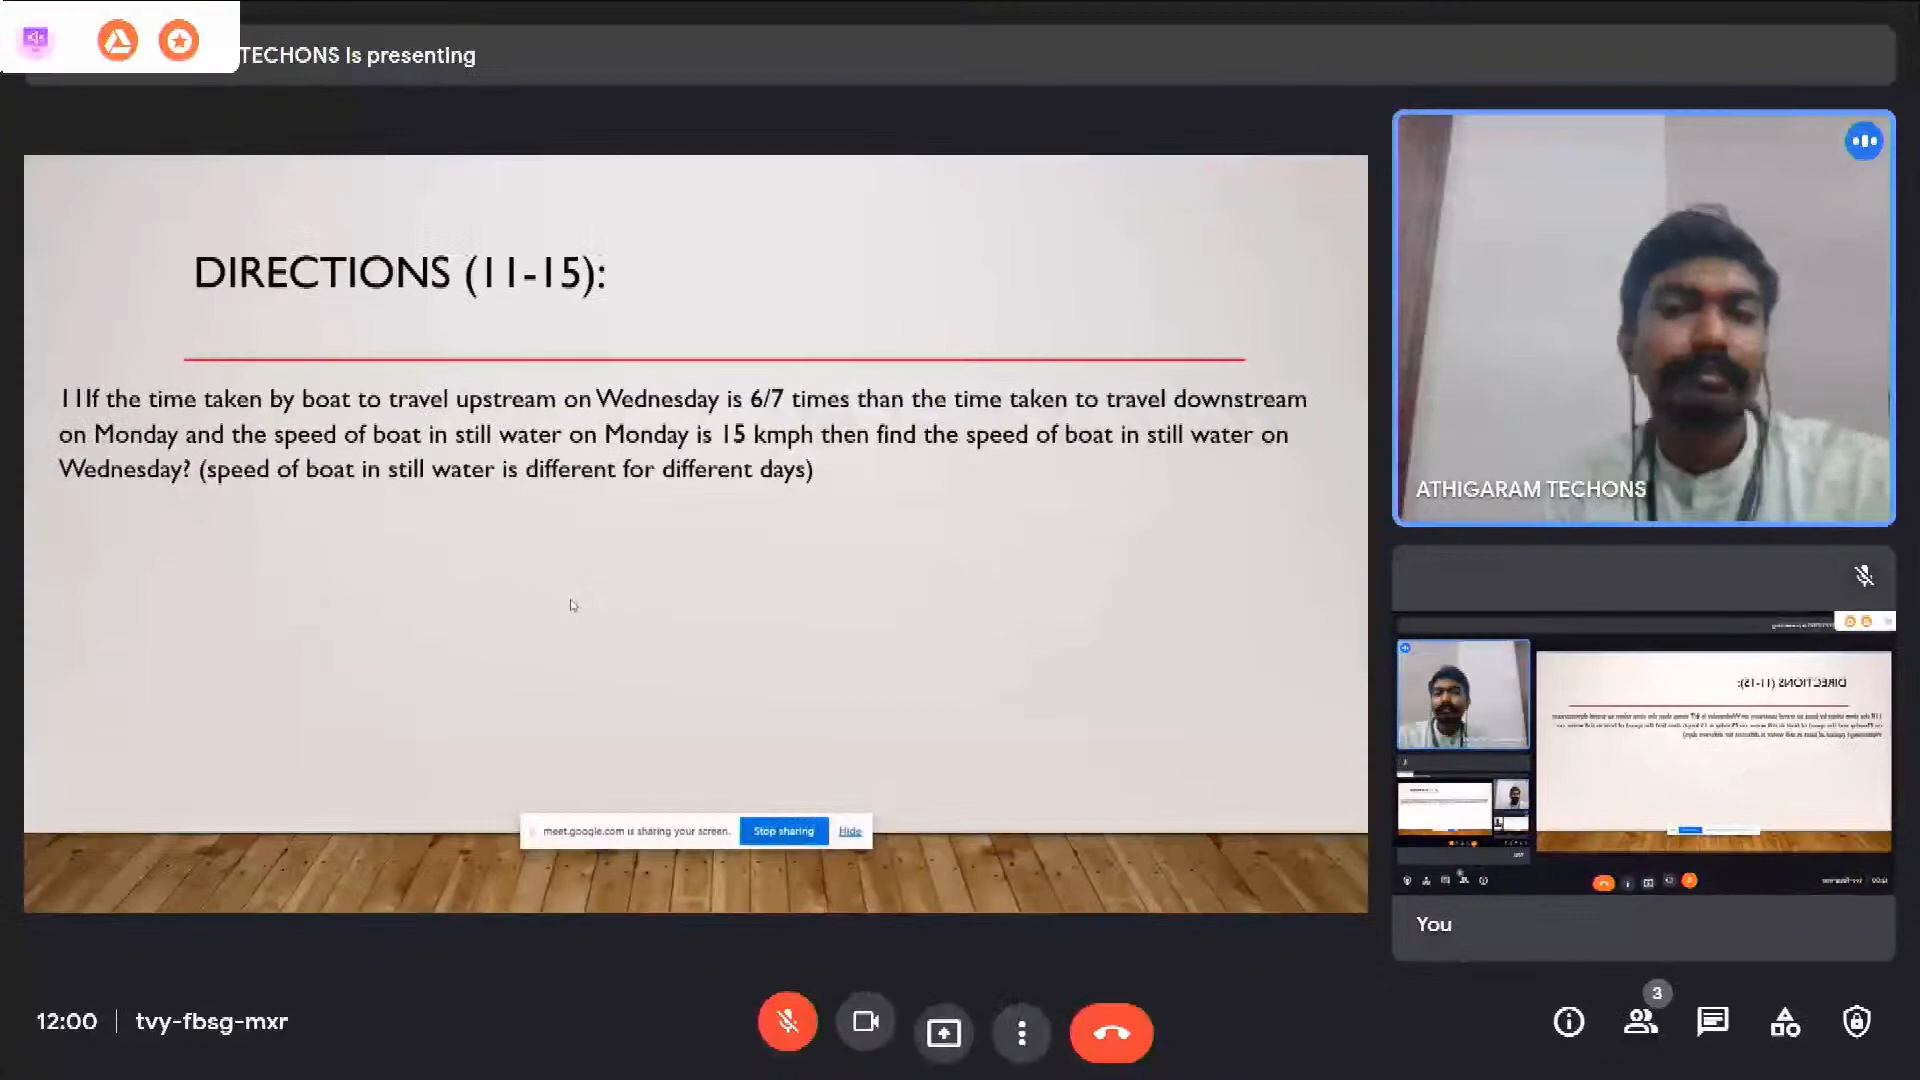 TECHONS Is presenting
DIRECTIONS (11-15):
11If the time taken by boat to travel upstream on Wednesday is 6/7 times than the time taken to travel downstream
on Monday and the speed of boat in still water on Monday is 15 kmph then find the speed of boat in still water on
Wednesday? (speed of boat in still water is different for different days)
meet.google.com is sharing your screen. Stop sharing Hide
ATHIGARAM TECHONS
DIRECTIONS (11-15):
You
12:00 | tvy-fbsg-mxr
3